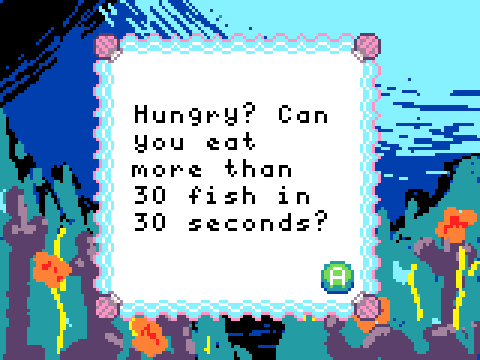 Hungry? Can
you eat
more than
30 fish in
30 seconds?
A